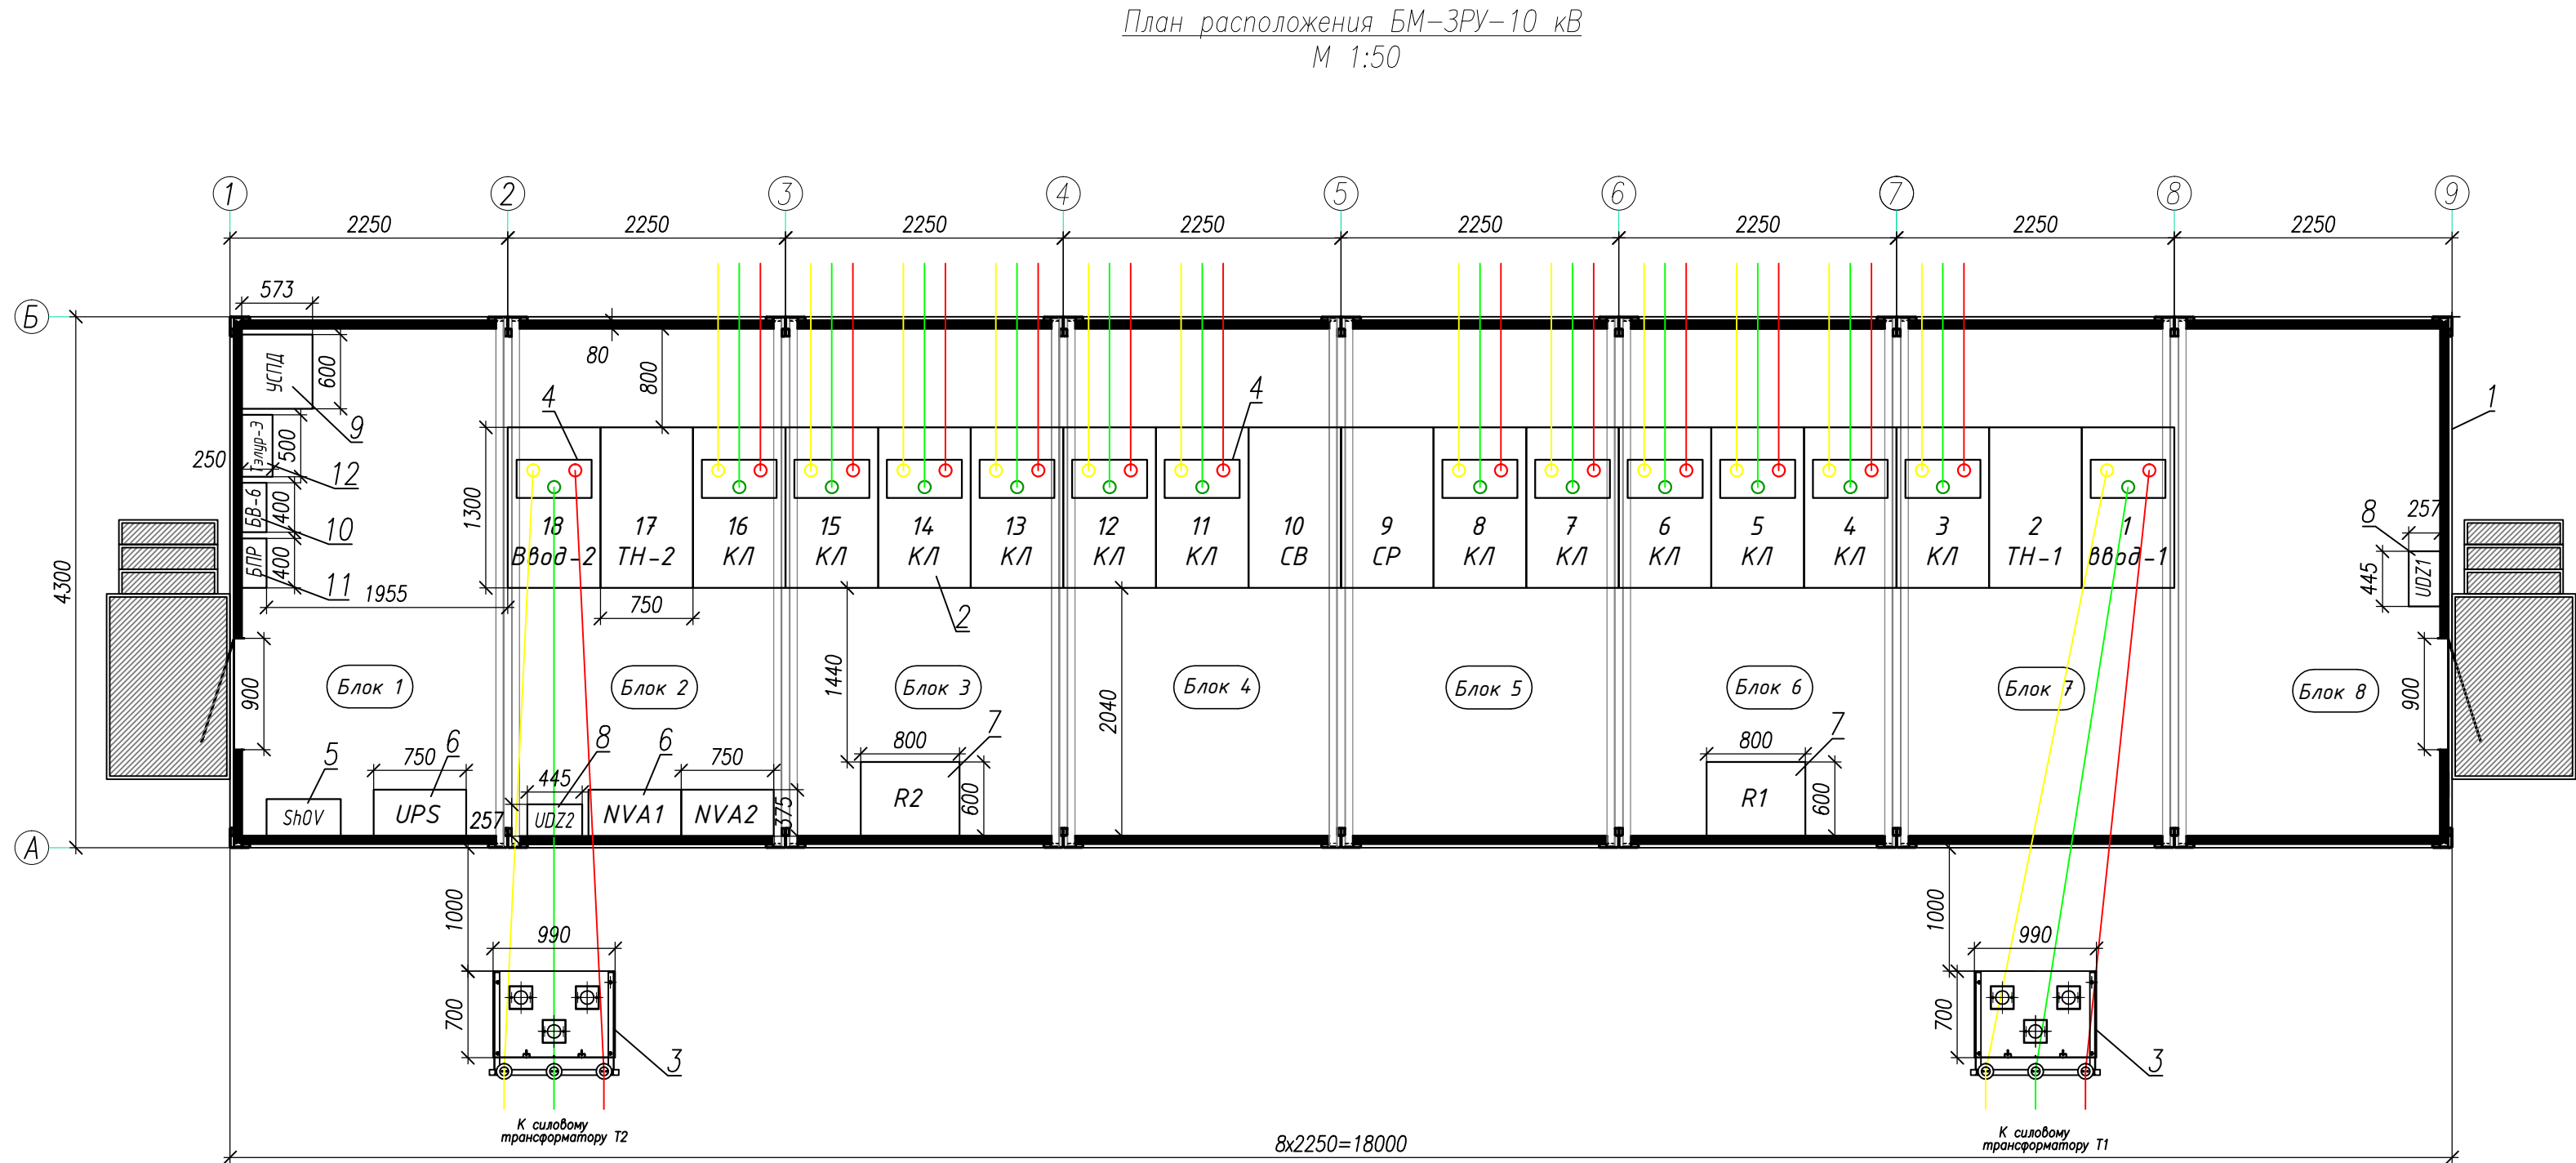 План расположения БМ-ЗРУ-10 кВ
М 1:50
1 2 3 4 5 6 7 8 9
2250 2250 2250 2250 2250 2250 2250 2250
Б
573
80
800
600
УСПД
9
4
4
1
Тэлур-Э
500
250
12
1300
БВ-6
400
10
БПР
400
11
1955
4300
18 17 16 15 14 13 12 11 10 9 8 7 6 5 4 3 2 1
Ввод-2 ТН-2 КЛ КЛ КЛ КЛ КЛ КЛ СВ СР КЛ КЛ КЛ КЛ КЛ КЛ ТН-1 Ввод-1
8
257
445
UDZ1
750
2
1440
2040
900
900
Блок 1 Блок 2 Блок 3 Блок 4 Блок 5 Блок 6 Блок 7 Блок 8
5
750
6
8
6
750
7
800
7
800
445
ShOV
UPS
257
UDZ2
NVA1
NVA2
375
R2
600
R1
600
А
1000
1000
990
990
700
700
3
3
К силовому
трансформатору Т2
К силовому
трансформатору Т1
8х2250=18000